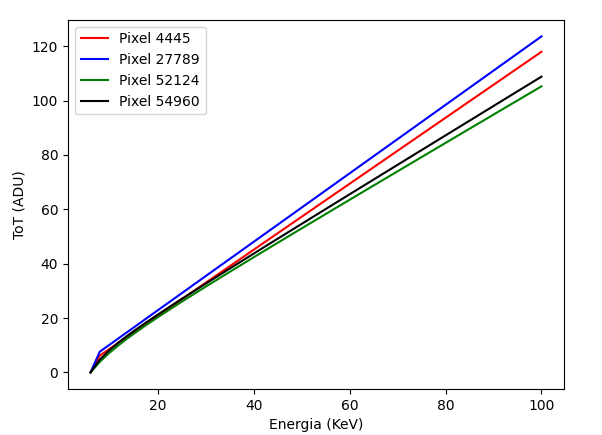 Pixel 4445
Pixel 27789
Pixel 52124
Pixel 54960
120
100
80
60
40
20
0
ToT (ADU)
20 40 60 80 100
Energia (KeV)